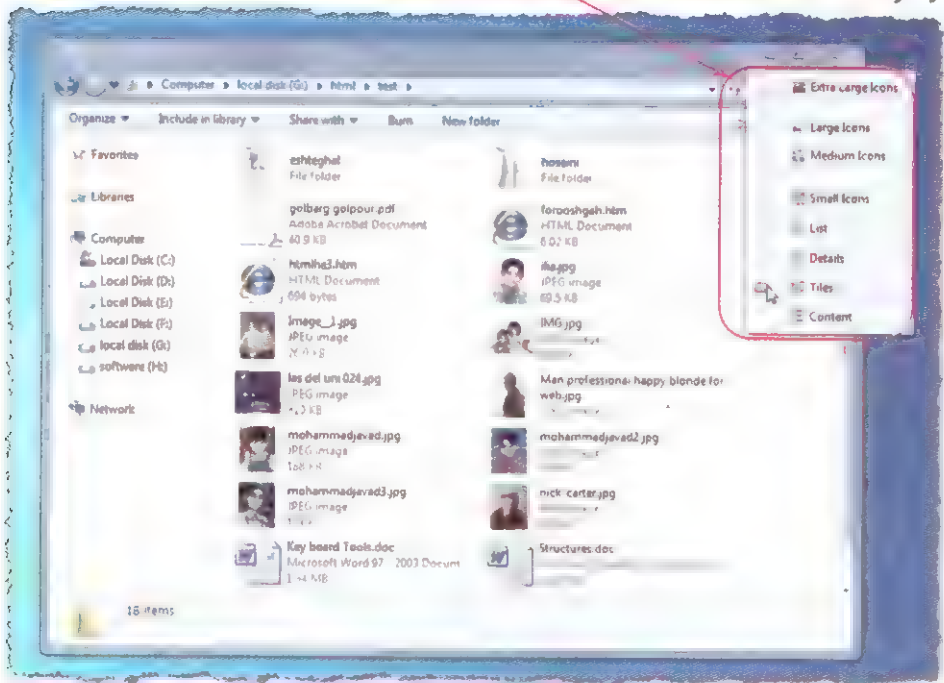 Computer ▸ local disk (G:) ▸ html ▸ test ▸
Organize Include in library Share with Burn New folder
Favorites
Libraries
Computer
Local Disk (C:)
Local Disk (D:)
Local Disk (E:)
Local Disk (F:)
local disk (G:)
software (H:)
Network
eshteghal
File folder
hoseini
File folder
golbarg golpour.pdf
Adobe Acrobat Document
60.9 KB
forooshgah.htm
HTML Document
6.02 KB
htmlha3.htm
HTML Document
694 bytes
JPEG image
69.5 KB
Image_1.jpg
JPEG image
IMG.jpg
las del uni 024.jpg
JPEG image
Man professional happy blonde for
web.jpg
mohammadjavad.jpg
JPEG image
168 KB
mohammadjavad2.jpg
mohammadjavad3.jpg
JPEG image
nick carter.jpg
Key board Tools.doc
Microsoft Word 97 - 2003 Docum
Structures.doc
Extra Large Icons
Large Icons
Medium Icons
Small Icons
List
Details
Tiles
Content
items